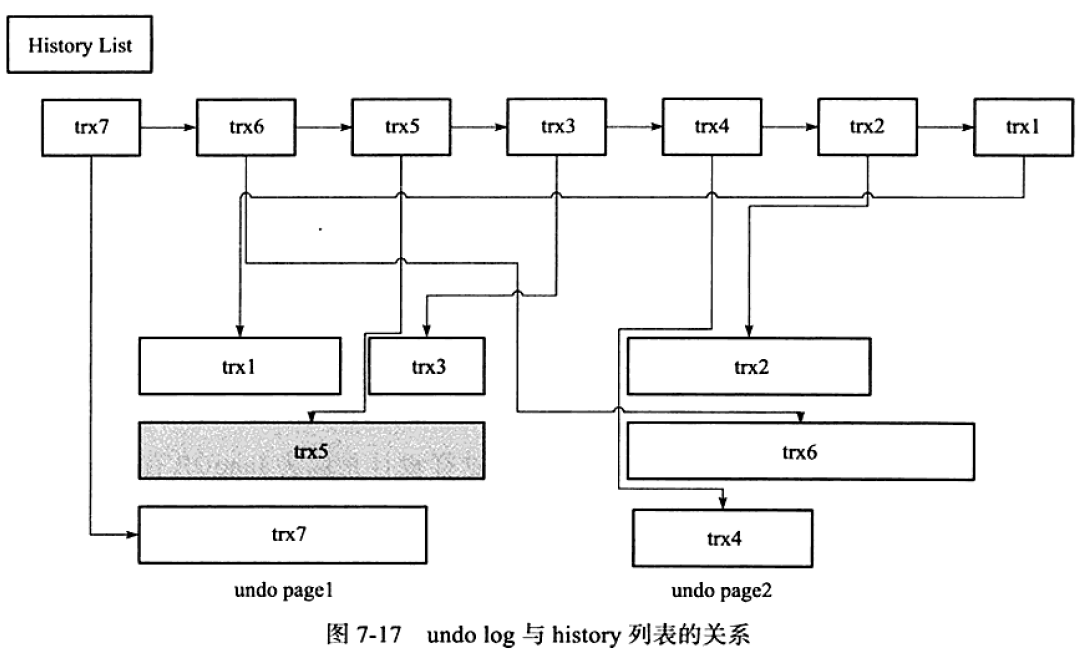 History List
trx7 trx6 trx5 trx3 trx4 trx2 trx1
trx1 trx3 trx2
trx5 trx6
trx7 trx4
undo page1 undo page2
图 7-17 undo log 与 history 列表的关系